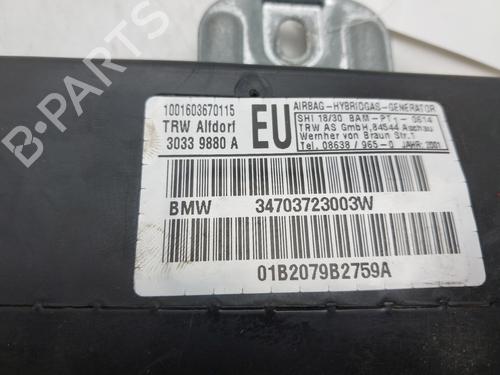 1001603670115
TRW Alfdorf
3033 9880 A
EU
AIRBAG-HYBRIDGAS-GENERATOR
SHI 18/30 BAM-PT1-0614
TRW AS GmbH, 84544 Aschau
Wernher von Braun Str.1
Tel. 08638 / 965-0 JAHR: 2001
BMW 34703723003W
01B2079B2759A
B-PARTS
B-PARTS